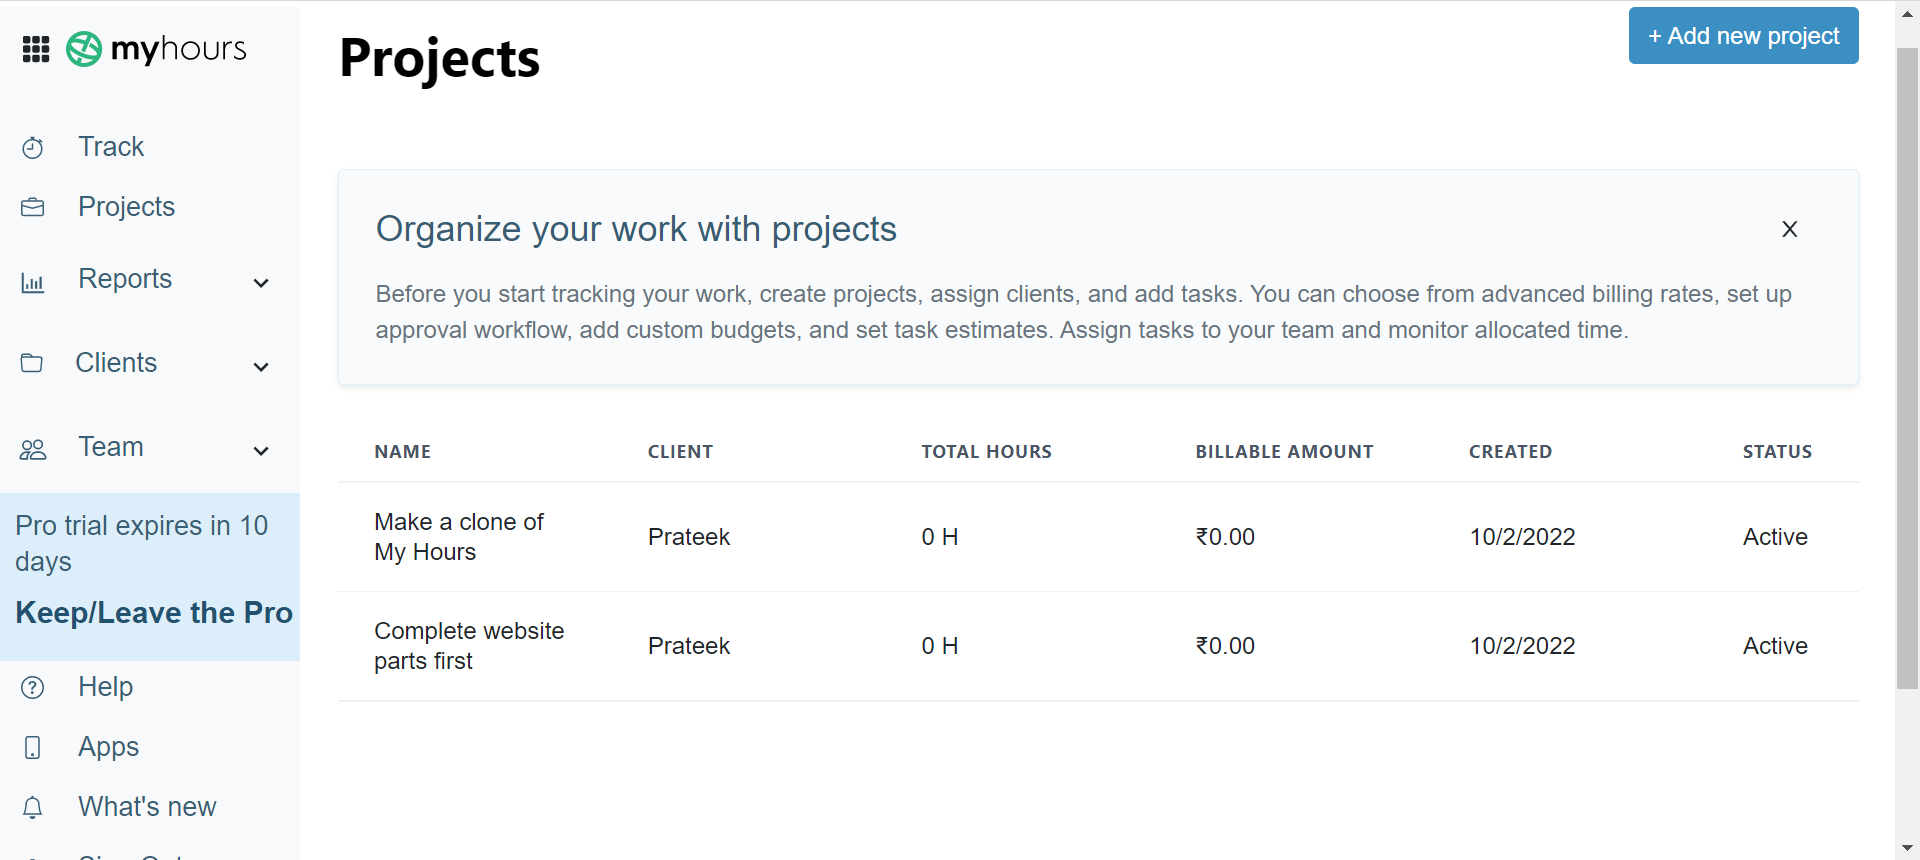 myhours
Track
Projects
Reports
Clients
Team
Pro trial expires in 10
days
Keep/Leave the Pro
Help
Apps
What's new
Projects
+ Add new project
Organize your work with projects
X
Before you start tracking your work, create projects, assign clients, and add tasks. You can choose from advanced billing rates, set up
approval workflow, add custom budgets, and set task estimates. Assign tasks to your team and monitor allocated time.
NAME CLIENT TOTAL HOURS BILLABLE AMOUNT CREATED STATUS
Make a clone of
My Hours
Prateek 0 H ₹0.00 10/2/2022 Active
Complete website
parts first
Prateek 0 H ₹0.00 10/2/2022 Active